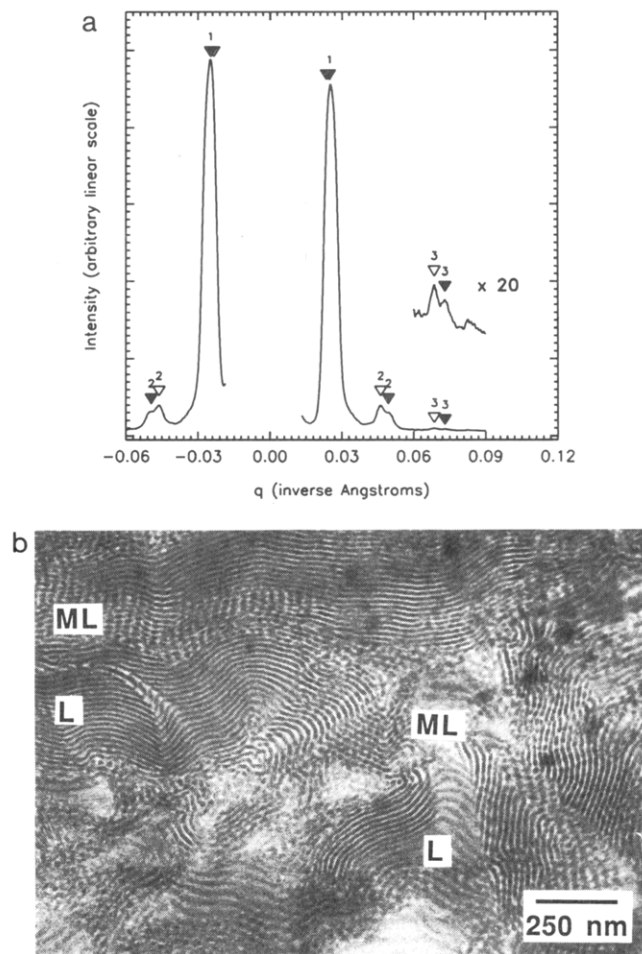 a
1
1
3
3
x 20
2 2
2 2
3 3
Intensity (arbitrary linear scale)
-0.06 -0.03 0.00 0.03 0.06 0.09 0.12
q (inverse Angstroms)
b
ML
L
ML
L
250 nm